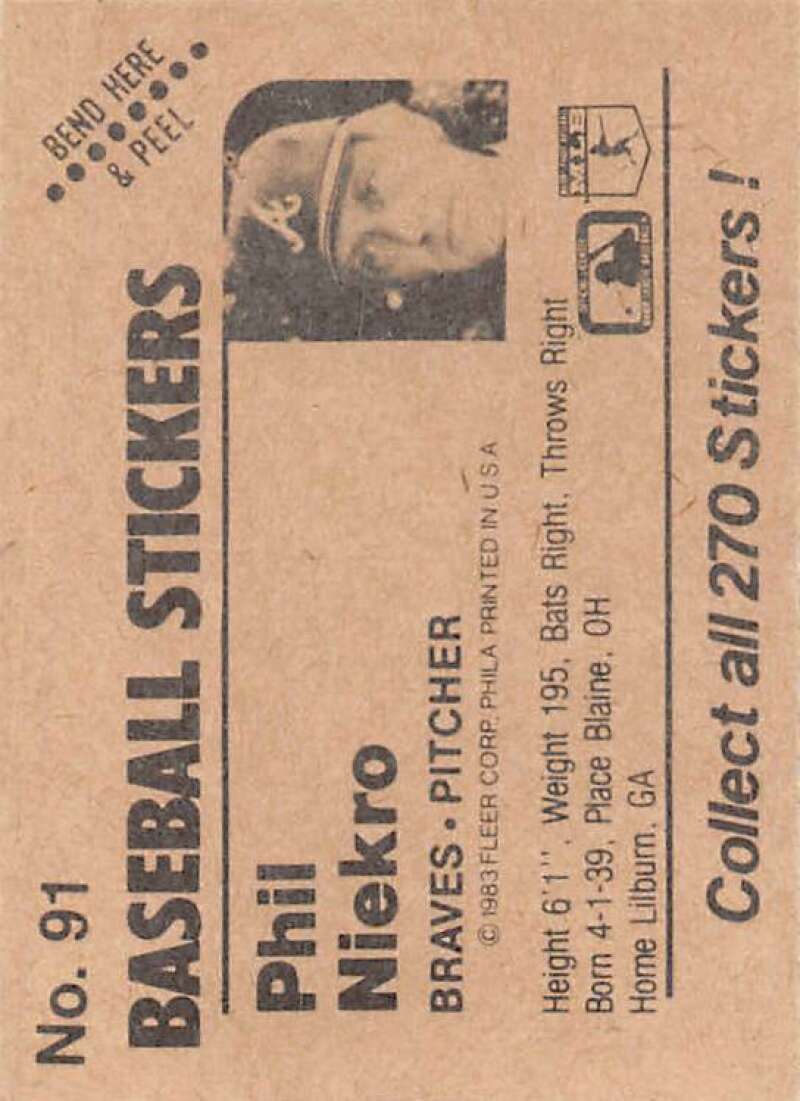 No. 91
BEND HERE
& PEEL
BASEBALL STICKERS
Phil
Niekro
BRAVES • PITCHER
© 1983 FLEER CORP. PHILA PRINTED IN U S A
Height 6'1", Weight 195, Bats Right, Throws Right
Born 4-1-39, Place Blaine, OH
Home Lilburn, GA
Collect all 270 Stickers!